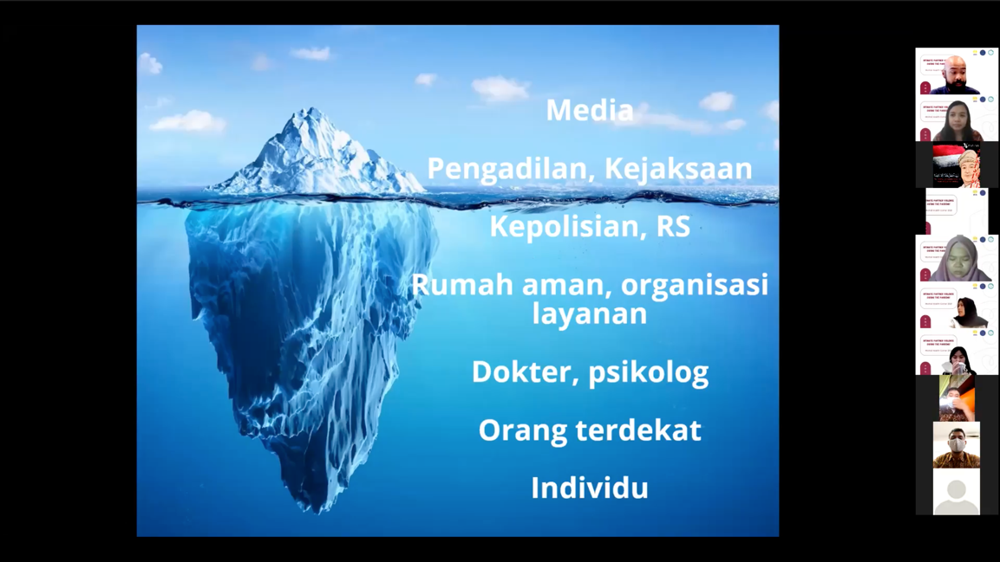 Media
Pengadilan, Kejaksaan
Kepolisian, RS
Rumah aman, organisasi
layanan
Dokter, psikolog
Orang terdekat
Individu